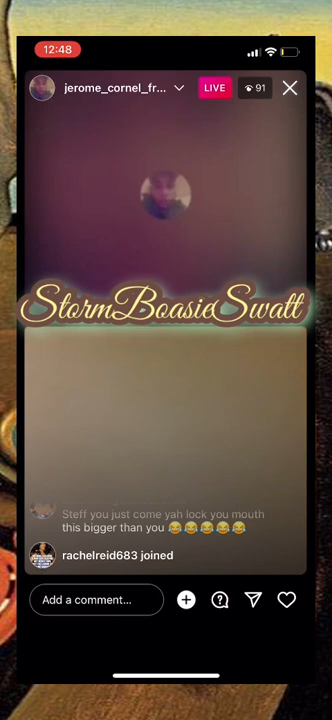 12:48
jerome_cornel_fr... LIVE 91
StormBoasieSwatt
Steff you just come yah lock you mouth
this bigger than you 😂😂😂😂😂
rachelreid683 joined
Add a comment...